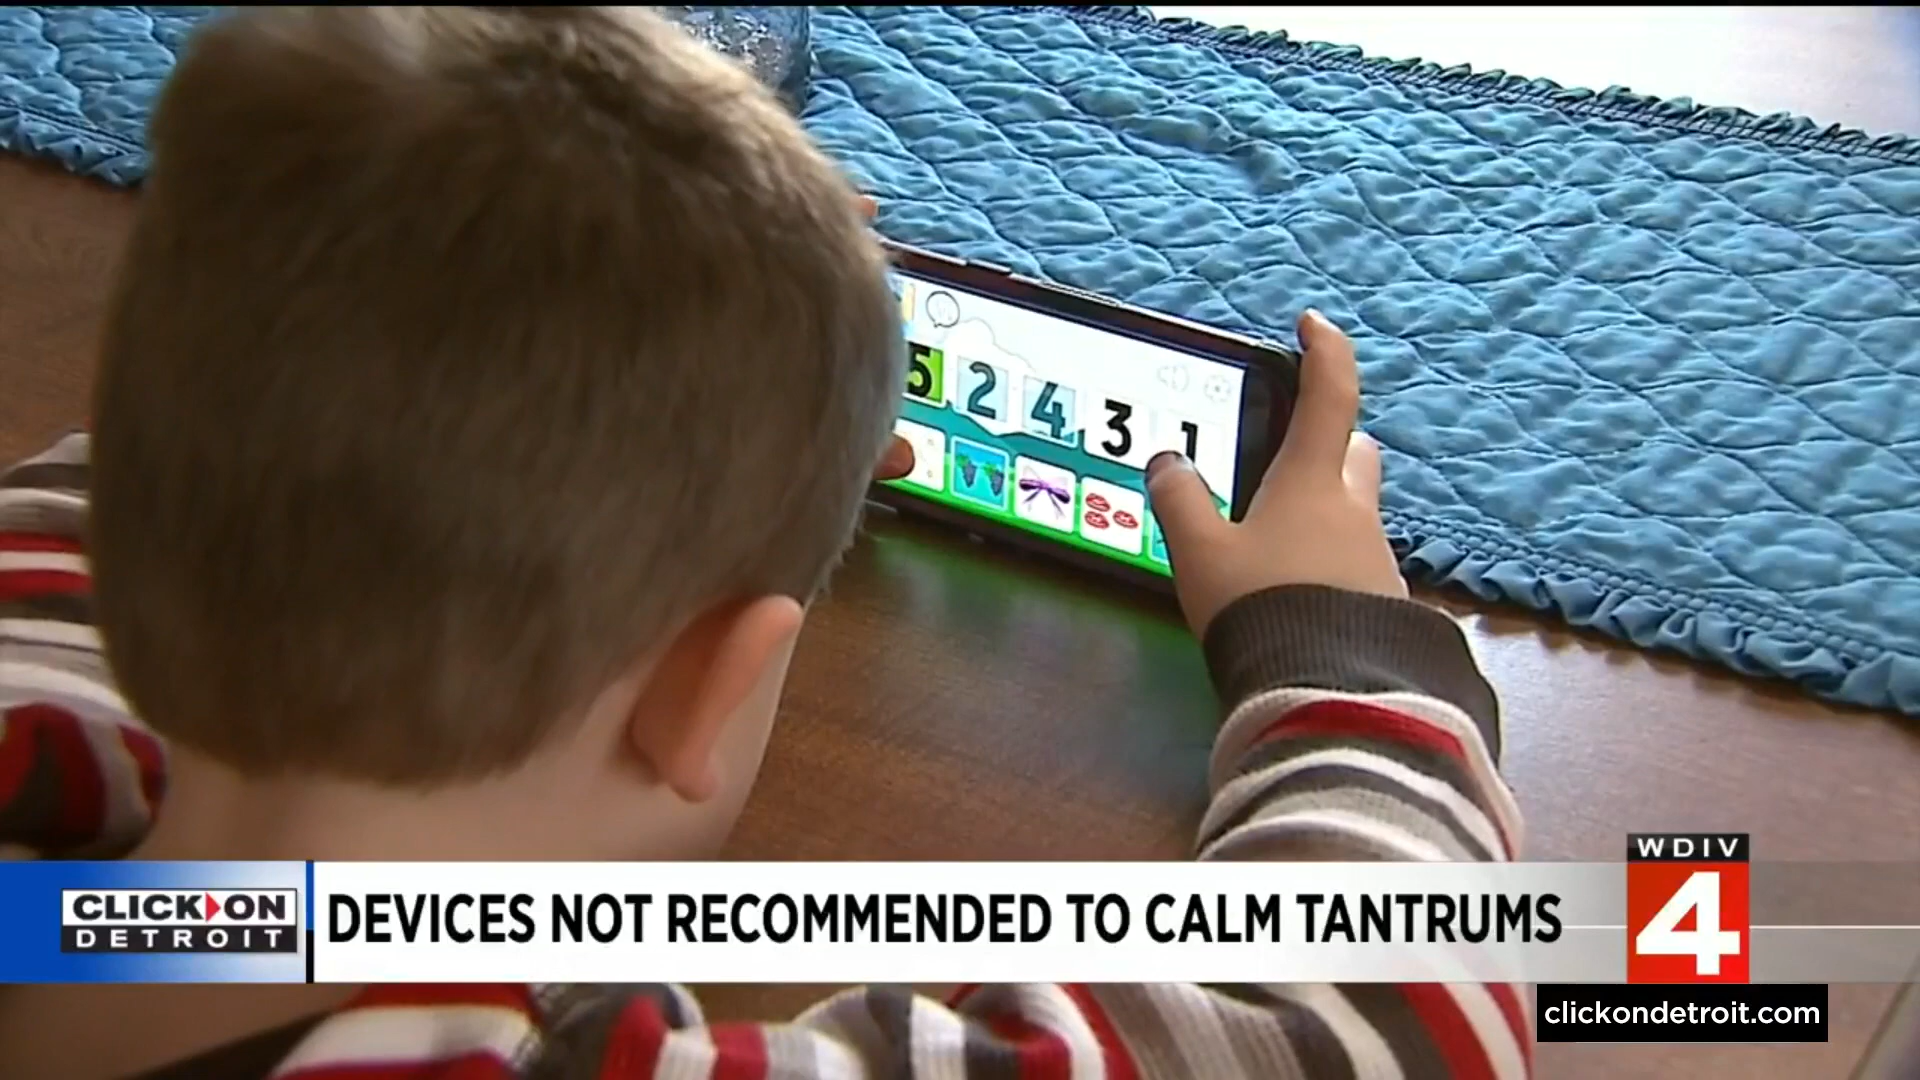 5 2 4 3 1
CLICK ON
DETROIT
DEVICES NOT RECOMMENDED TO CALM TANTRUMS
WDIV
4
clickondetroit.com